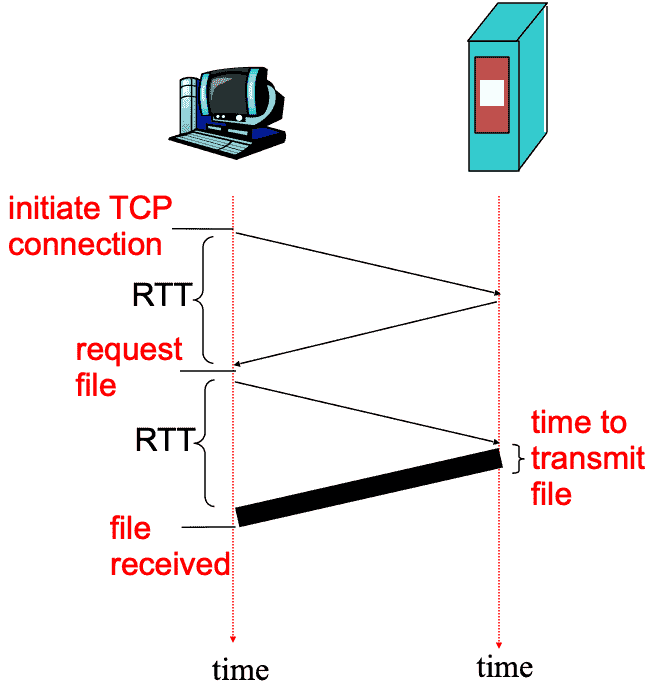 initiate TCP
connection
RTT
request
file
RTT
time to
transmit
file
file
received
time
time